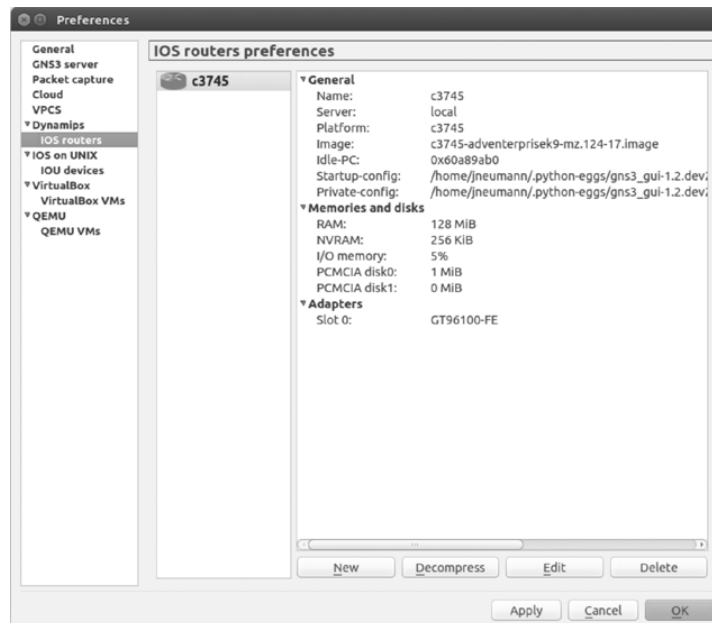 Preferences
General
GNS3 server
Packet capture
Cloud
VPCS
Dynamips
IOS routers
IOS on UNIX
IOU devices
VirtualBox
VirtualBox VMs
QEMU
QEMU VMs
IOS routers preferences
c3745
General
Name: c3745
Server: local
Platform: c3745
Image: c3745-adventerprisek9-mz.124-17.image
Idle-PC: 0x60a89ab0
Startup-config: /home/jneumann/.python-eggs/gns3_gui-1.2.dev2
Private-config: /home/jneumann/.python-eggs/gns3_gui-1.2.dev2
Memories and disks
RAM: 128 MiB
NVRAM: 256 KiB
I/O memory: 5%
PCMCIA disk0: 1 MiB
PCMCIA disk1: 0 MiB
Adapters
Slot 0: GT96100-FE
New Decompress Edit Delete
Apply Cancel OK